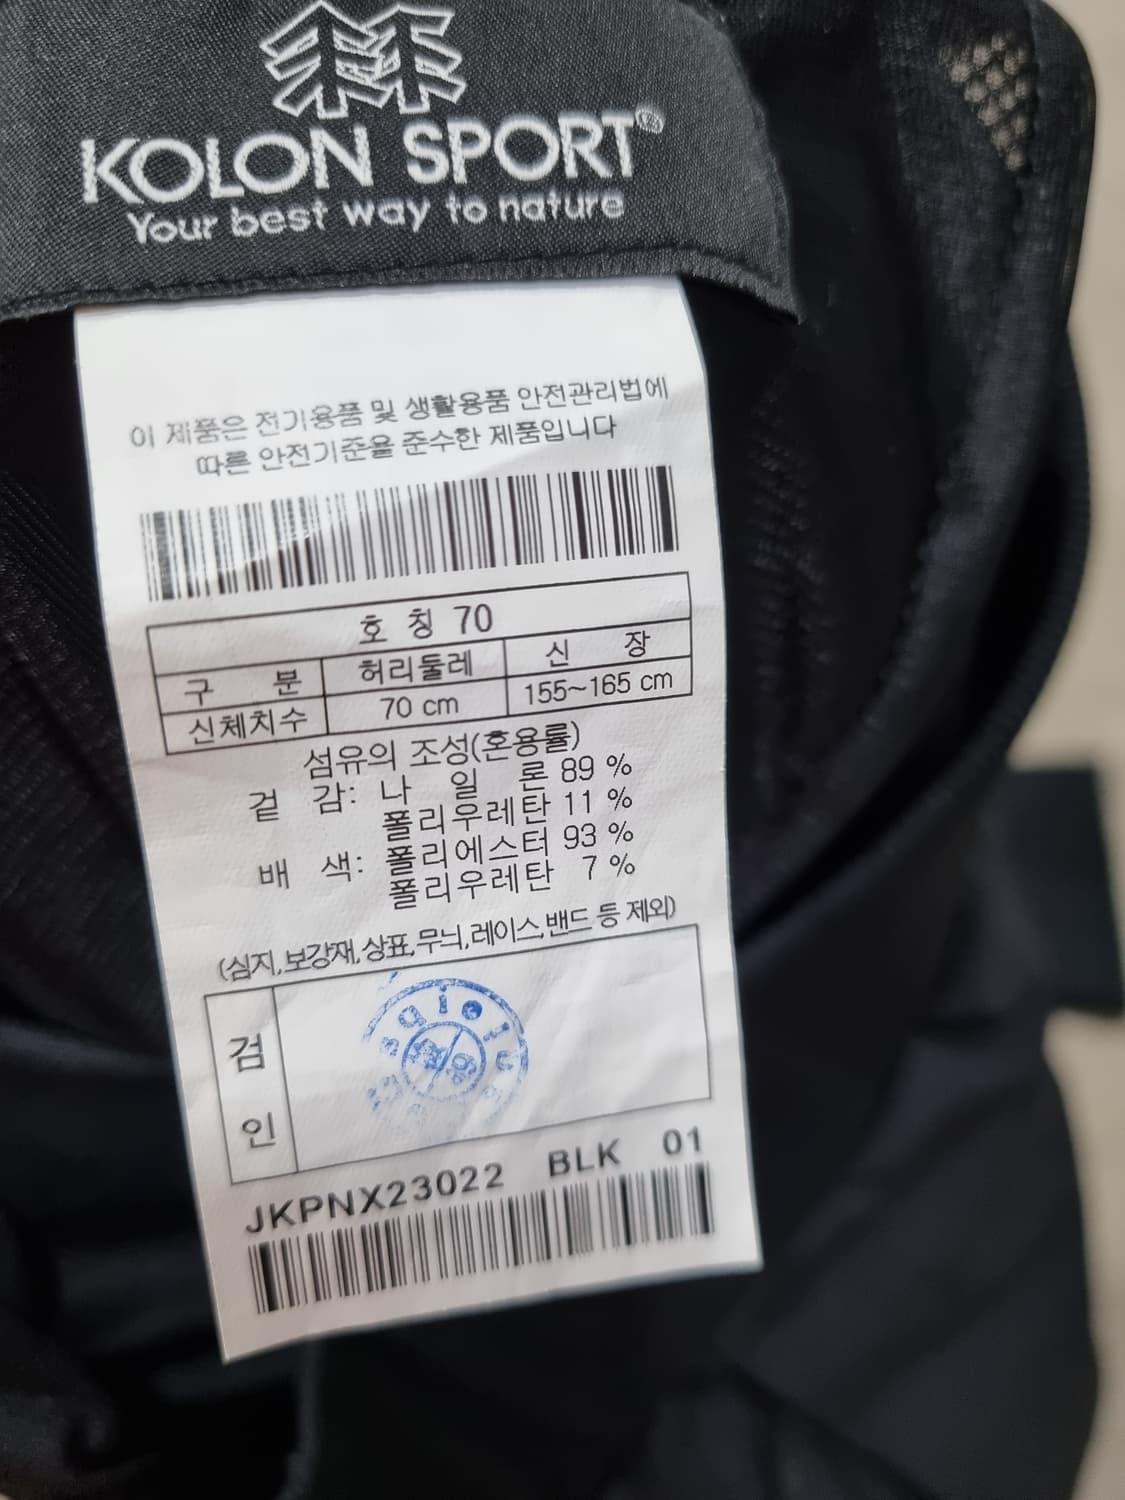 KOLON SPORT®
Your best way to nature
이 제품은 전기용품 및 생활용품 안전관리법에
따른 안전기준을 준수한 제품입니다
호 칭 70
구 분 허리둘레 신 장
신체치수 70 cm 155~165 cm
섬유의 조성(혼용률)
겉 감: 나 일 론 89 %
폴리우레탄 11 %
배 색: 폴리에스터 93 %
폴리우레탄 7 %
(심지,보강재,상표,무늬,레이스,밴드 등 제외)
검
인
JKPNX23022 BLK 01